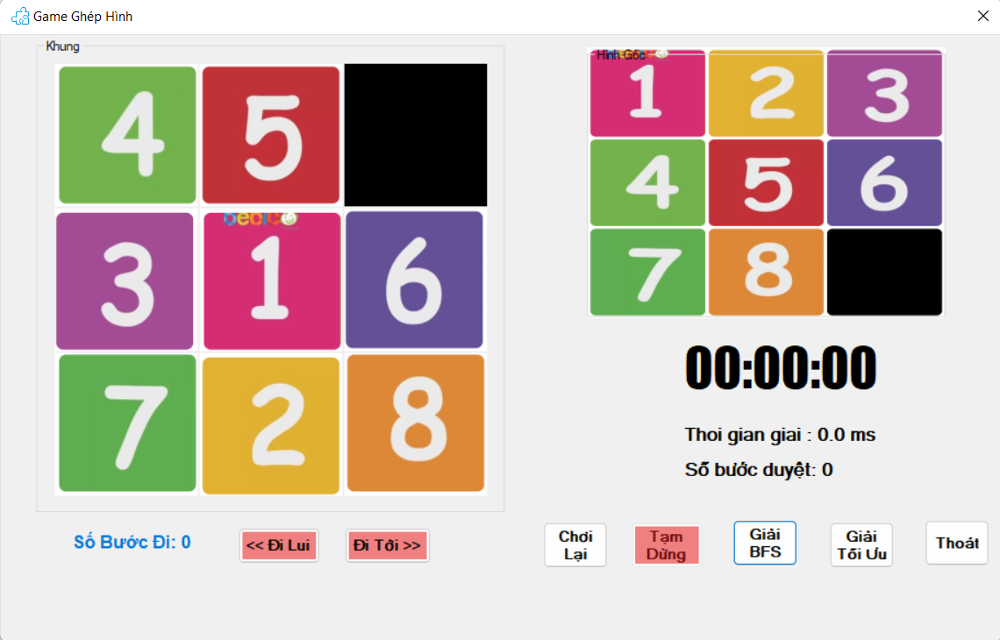 Game Ghép Hình
Khung
4 5
3 1 6
7 2 8
Hình Gốc
1 2 3
4 5 6
7 8
00:00:00
Thoi gian giai : 0.0 ms
Số bước duyệt: 0
Số Bước Đi: 0
<< Đi Lui
Đi Tới >>
Chơi
Lại
Tạm
Dừng
Giải
BFS
Giải
Tối Ưu
Thoát